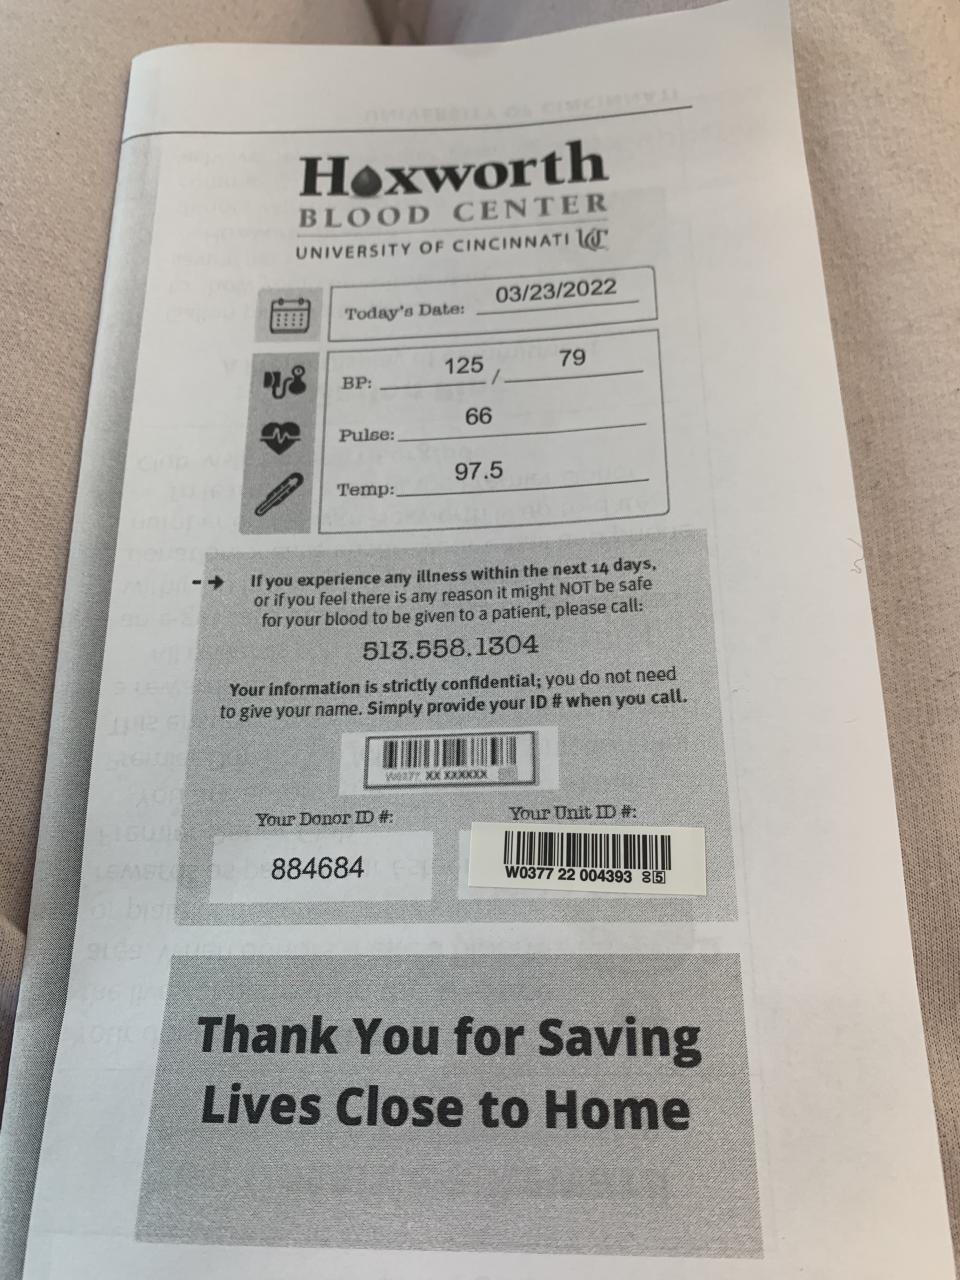 Hoxworth
BLOOD CENTER
UNIVERSITY OF CINCINNATI UC
Today's Date: 03/23/2022
BP: 125 / 79
Pulse: 66
Temp: 97.5
If you experience any illness within the next 14 days,
or if you feel there is any reason it might NOT be safe
for your blood to be given to a patient, please call:
513.558.1304
Your information is strictly confidential; you do not need
to give your name. Simply provide your ID # when you call.
W0377 XX XXXXXX
Your Donor ID #: Your Unit ID #:
884684
W0377 22 004393
Thank You for Saving
Lives Close to Home